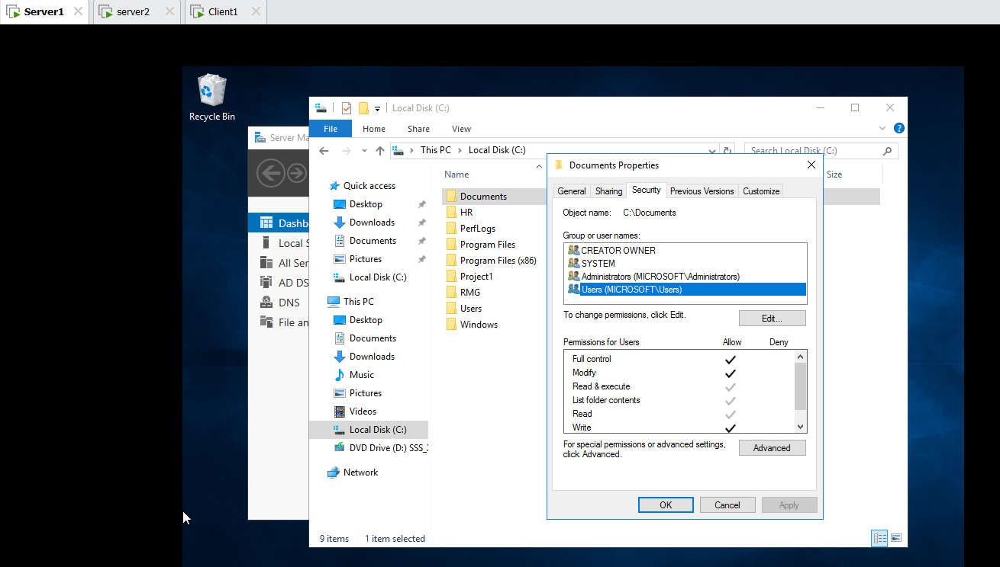 Server1
server2
Client1
Recycle Bin
Server Ma
Dashb
Local S
All Ser
AD DS
DNS
File an
Local Disk (C:)
File Home Share View
This PC > Local Disk (C:)
Search Local Disk (C:)
Quick access
Desktop
Downloads
Documents
Pictures
Local Disk (C:)
This PC
Desktop
Documents
Downloads
Music
Pictures
Videos
Local Disk (C:)
DVD Drive (D:) SSS_X
Network
Name
Size
Documents
HR
PerfLogs
Program Files
Program Files (x86)
Project1
RMG
Users
Windows
9 items 1 item selected
Documents Properties
General Sharing Security Previous Versions Customize
Object name: C:\Documents
Group or user names:
CREATOR OWNER
SYSTEM
Administrators (MICROSOFT\Administrators)
Users (MICROSOFT\Users)
To change permissions, click Edit.
Edit...
Permissions for Users Allow Deny
Full control
Modify
Read & execute
List folder contents
Read
Write
For special permissions or advanced settings,
click Advanced.
Advanced
OK Cancel Apply